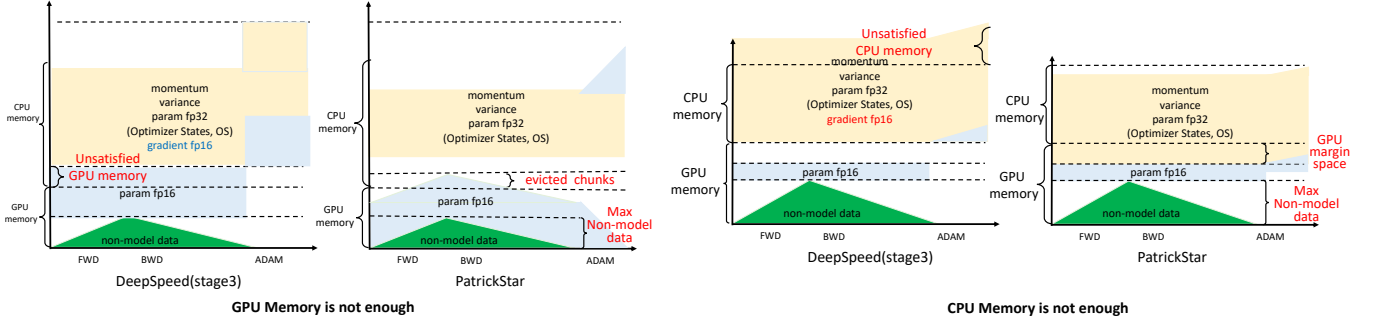 momentum
variance
param fp32
(Optimizer States, OS)
gradient fp16
CPU
memory
Unsatisfied
GPU memory
param fp16
GPU
memory
non-model data
FWD
BWD
ADAM
DeepSpeed(stage3)
momentum
variance
param fp32
(Optimizer States, OS)
CPU
memory
evicted chunks
param fp16
GPU
memory
Max
Non-model
data
non-model data
FWD
BWD
ADAM
PatrickStar
GPU Memory is not enough
Unsatisfied
CPU memory
momentum
variance
param fp32
(Optimizer States, OS)
gradient fp16
CPU
memory
GPU
memory
param fp16
non-model data
FWD
BWD
ADAM
DeepSpeed(stage3)
momentum
variance
param fp32
(Optimizer States, OS)
CPU
memory
GPU
margin
space
GPU
memory
param fp16
Max
Non-model
data
non-model data
FWD
BWD
ADAM
PatrickStar
CPU Memory is not enough